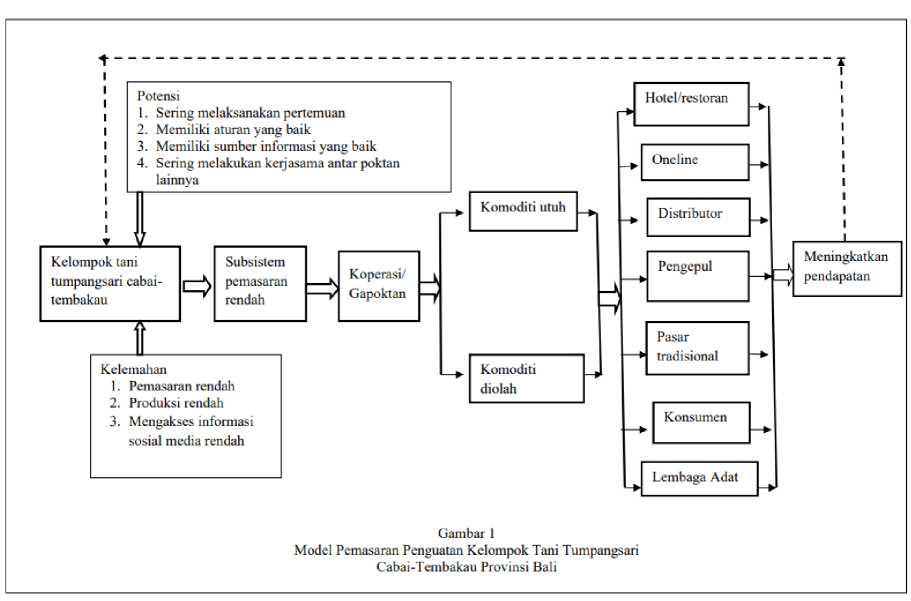 Potensi
1. Sering melaksanakan pertemuan
2. Memiliki aturan yang baik
3. Memiliki sumber informasi yang baik
4. Sering melakukan kerjasama antar poktan
lainnya
Kelompok tani
tumpangsari cabai-
tembakau
Subsistem
pemasaran
rendah
Koperasi/
Gapoktan
Komoditi utuh
Komoditi
diolah
Hotel/restoran
Oneline
Distributor
Pengepul
Pasar
tradisional
Konsumen
Lembaga Adat
Meningkatkan
pendapatan
Kelemahan
1. Pemasaran rendah
2. Produksi rendah
3. Mengakses informasi
sosial media rendah
Gambar 1
Model Pemasaran Penguatan Kelompok Tani Tumpangsari
Cabai-Tembakau Provinsi Bali